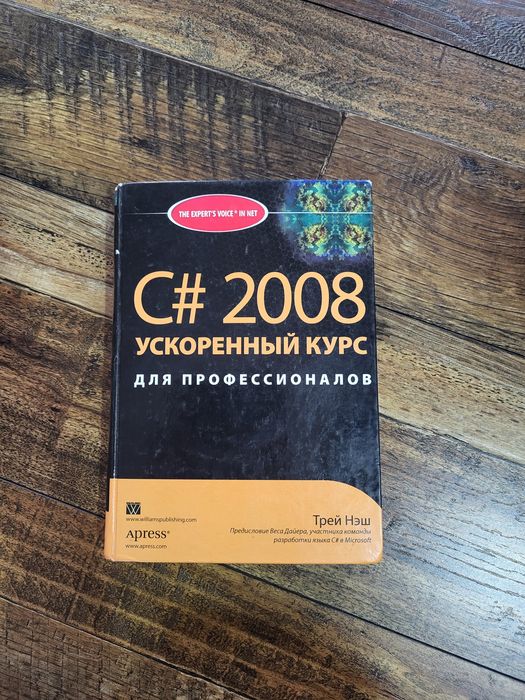 THE EXPERT'S VOICE® IN NET
C# 2008
УСКОРЕННЫЙ КУРС
ДЛЯ ПРОФЕССИОНАЛОВ
W
www.williamspublishing.com
Apress®
www.apress.com
Трей Нэш
Предисловие Веса Дайера, участника команды
разработки языка C# в Microsoft